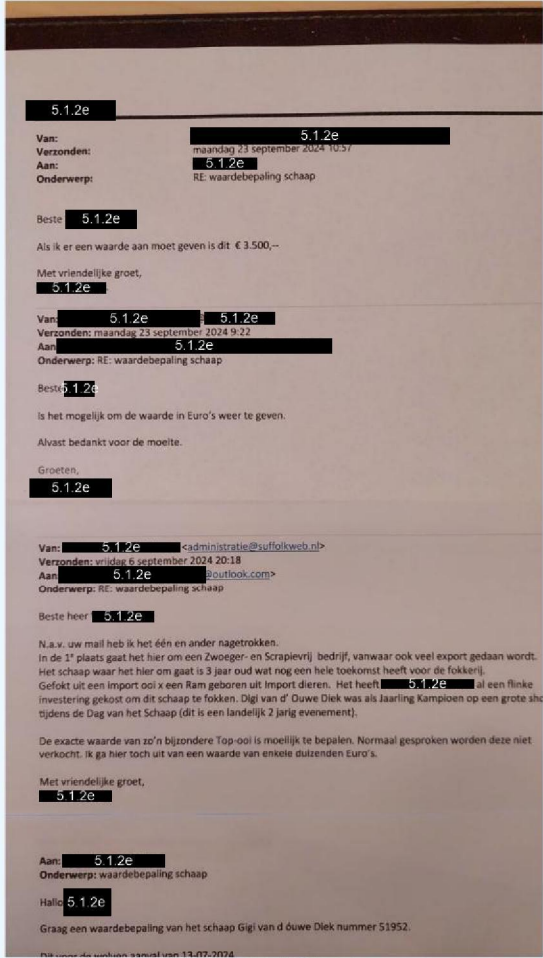 5.1.2e
Van: 5.1.2e
Verzonden: maandag 23 september 2024 10:57
Aan: 5.1.2e
Onderwerp: RE: waardebepaling schaap
Beste 5.1.2e
Als ik er een waarde aan moet geven is dit € 3.500,--
Met vriendelijke groet,
5.1.2e
Van: 5.1.2e 5.1.2e
Verzonden: maandag 23 september 2024 9:22
Aan 5.1.2e
Onderwerp: RE: waardebepaling schaap
Beste 5.1.2e
Is het mogelijk om de waarde in Euro's weer te geven.
Alvast bedankt voor de moeite.
Groeten,
5.1.2e
Van: 5.1.2e <administratie@suffolkweb.nl>
Verzonden: vrijdag 6 september 2024 20:18
Aan 5.1.2e @outlook.com>
Onderwerp: RE: waardebepaling schaap
Beste heer 5.1.2e
N.a.v. uw mail heb ik het één en ander nagetrokken.
In de 1e plaats gaat het hier om een Zwoeger- en Scrapievrij bedrijf, vanwaar ook veel export gedaan wordt.
Het schaap waar het hier om gaat is 3 jaar oud wat nog een hele toekomst heeft voor de fokkerij.
Gefokt uit een import ooi x een Ram geboren uit Import dieren. Het heeft 5.1.2e al een flinke
investering gekost om dit schaap te fokken. Digi van d' Ouwe Diek was als Jaarling Kampioen op een grote sho
tijdens de Dag van het Schaap (dit is een landelijk 2 jarig evenement).
De exacte waarde van zo'n bijzondere Top-ooi is moeilijk te bepalen. Normaal gesproken worden deze niet
verkocht. Ik ga hier toch uit van een waarde van enkele duizenden Euro's.
Met vriendelijke groet,
5.1.2e
Aan: 5.1.2e
Onderwerp: waardebepaling schaap
Hallo 5.1.2e
Graag een waardebepaling van het schaap Gigi van d óuwe Diek nummer 51952.
Dit voor de wolven aanval van 13-07-2024